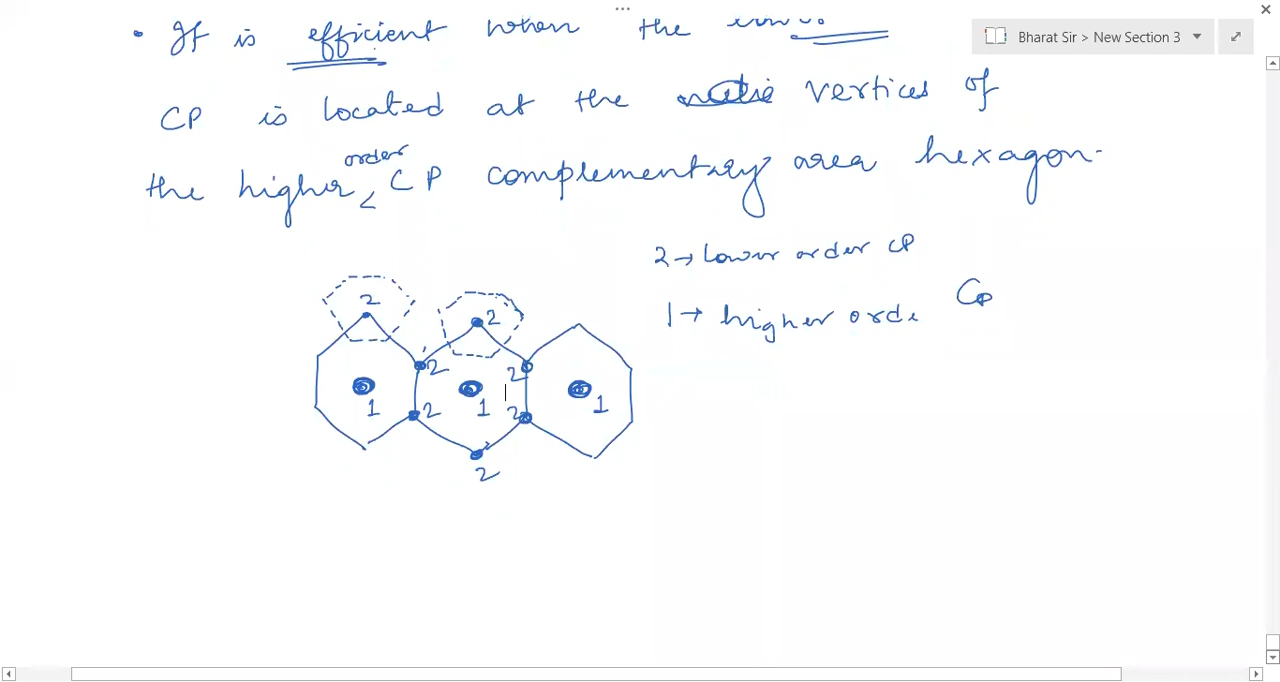 • It is efficient when the
Bharat Sir > New Section 3
CP is located at the vertices of
the higher order CP complementary area hexagon.
2 → lower order CP
1 → higher orde CP
2
2
2
2
2
1
2
1
2
1
2